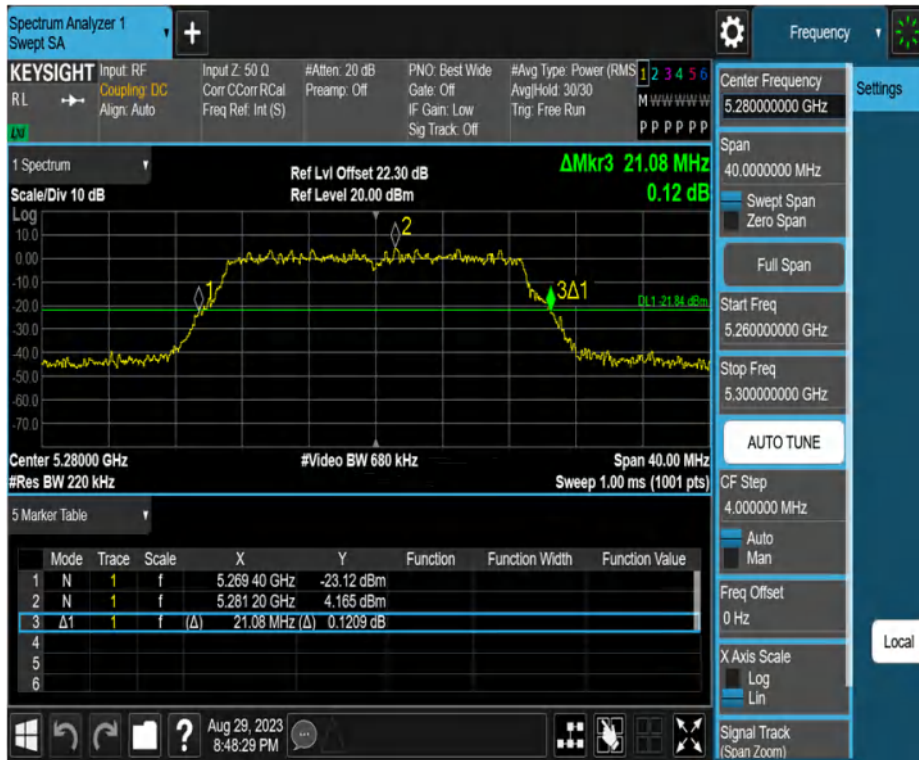 Spectrum Analyzer 1
Swept SA
Frequency
KEYSIGHT
RL
LXI
Input: RF
Coupling: DC
Align: Auto
Input Z: 50 Ω
Corr CCorr RCal
Freq Ref: Int (S)
#Atten: 20 dB
Preamp: Off
PNO: Best Wide
Gate: Off
IF Gain: Low
Sig Track: Off
#Avg Type: Power (RMS
Avg|Hold: 30/30
Trig: Free Run
1 2 3 4 5 6
M W W W W W
P P P P P P
1 Spectrum
Scale/Div 10 dB
Ref Lvl Offset 22.30 dB
Ref Level 20.00 dBm
ΔMkr3 21.08 MHz
0.12 dB
Log
10.0
0.00
-10.0
-20.0
-30.0
-40.0
-50.0
-60.0
-70.0
1
2
3Δ1
DL1 -21.84 dBm
Center 5.28000 GHz
#Video BW 680 kHz
Span 40.00 MHz
#Res BW 220 kHz
Sweep 1.00 ms (1001 pts)
5 Marker Table
Mode Trace Scale X Y Function Function Width Function Value
1 N 1 f 5.269 40 GHz -23.12 dBm
2 N 1 f 5.281 20 GHz 4.165 dBm
3 Δ1 1 f (Δ) 21.08 MHz (Δ) 0.1209 dB
4
5
6
?
Aug 29, 2023
8:48:29 PM
Center Frequency
5.280000000 GHz
Span
40.0000000 MHz
Swept Span
Zero Span
Full Span
Start Freq
5.260000000 GHz
Stop Freq
5.300000000 GHz
AUTO TUNE
CF Step
4.000000 MHz
Auto
Man
Freq Offset
0 Hz
X Axis Scale
Log
Lin
Signal Track
(Span Zoom)
Settings
Local